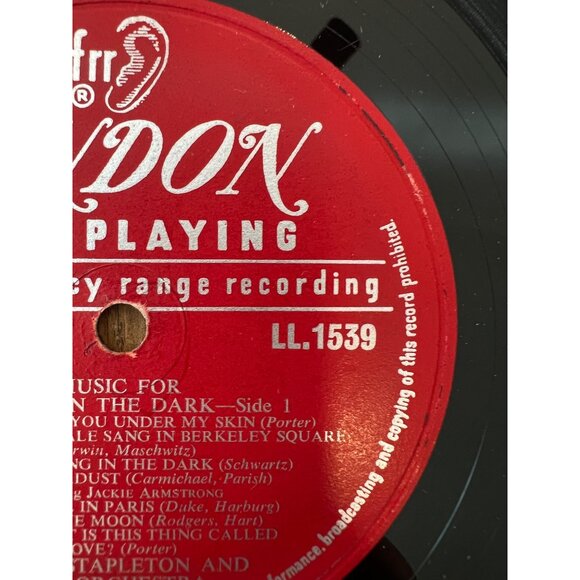 ffrr
®
NDON
PLAYING
cy range recording
LL.1539
MUSIC FOR
N THE DARK—Side 1
YOU UNDER MY SKIN (Porter)
ALE SANG IN BERKELEY SQUARE
rwin, Maschwitz)
NG IN THE DARK (Schwartz)
DUST (Carmichael, Parish)
g JACKIE ARMSTRONG
IN PARIS (Duke, Harburg)
E MOON (Rodgers, Hart)
T IS THIS THING CALLED
OVE? (Porter)
STAPLETON AND
ORCHESTRA
formance, broadcasting and copying of this record prohibited.